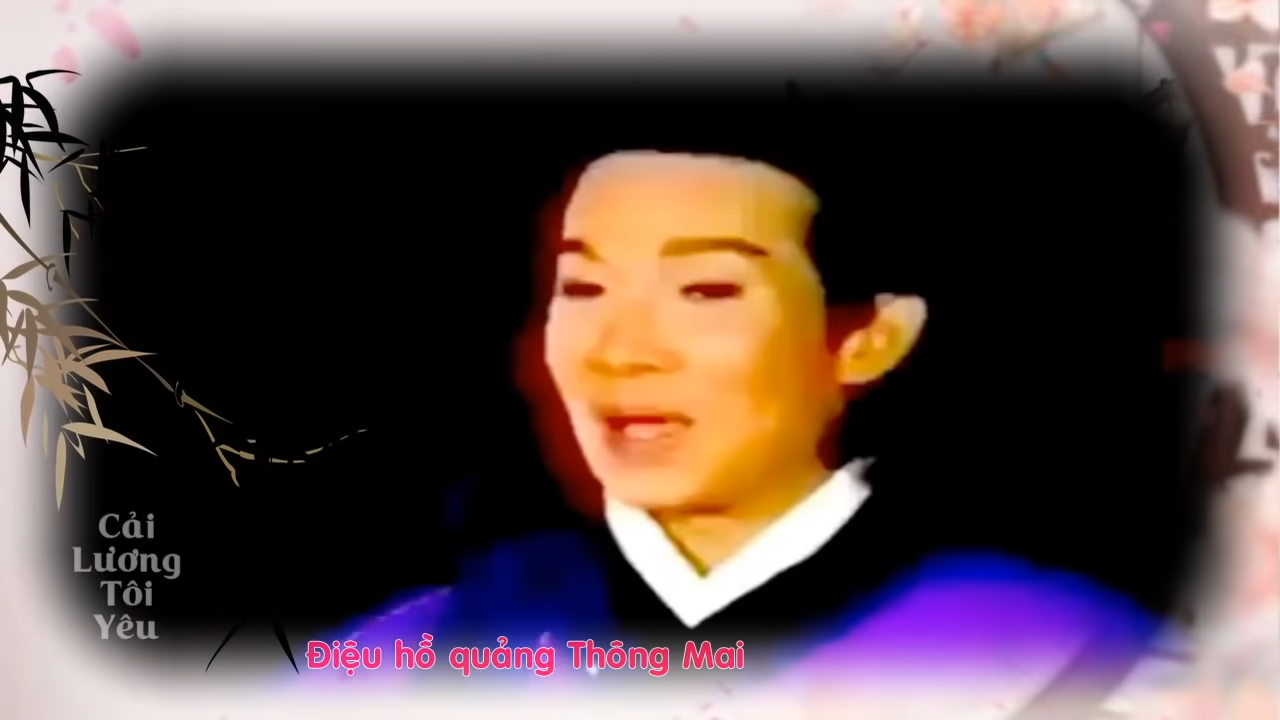 Cải
Lương
Tôi
Yêu
Điệu hồ quảng Thông Mai